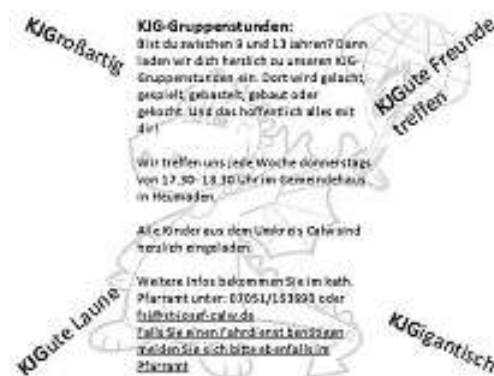 KJGroßartig
KJGute Freunde
treffen
KJG-Gruppenstunden:
Bist du zwischen 9 und 13 Jahren? Dann
laden wir dich herzlich zu unseren KJG-
Gruppenstunden ein. Dort wird gelacht,
gespielt, gebastelt, gebaut oder
gekocht. Und das hoffentlich alles mit
dir!
Wir treffen uns jede Woche donnerstags
von 17.30- 18.30 Uhr im Gemeindehaus
in Heumaden.
Alle Kinder aus dem Umkreis Calw sind
herzlich eingeladen.
Weitere Infos bekommen Sie im kath.
Pfarramt unter: oder
Falls Sie einen Fahrdienst benötigen
melden Sie sich bitte ebenfalls im
Pfarramt
KJGute Laune
KJGigantisch